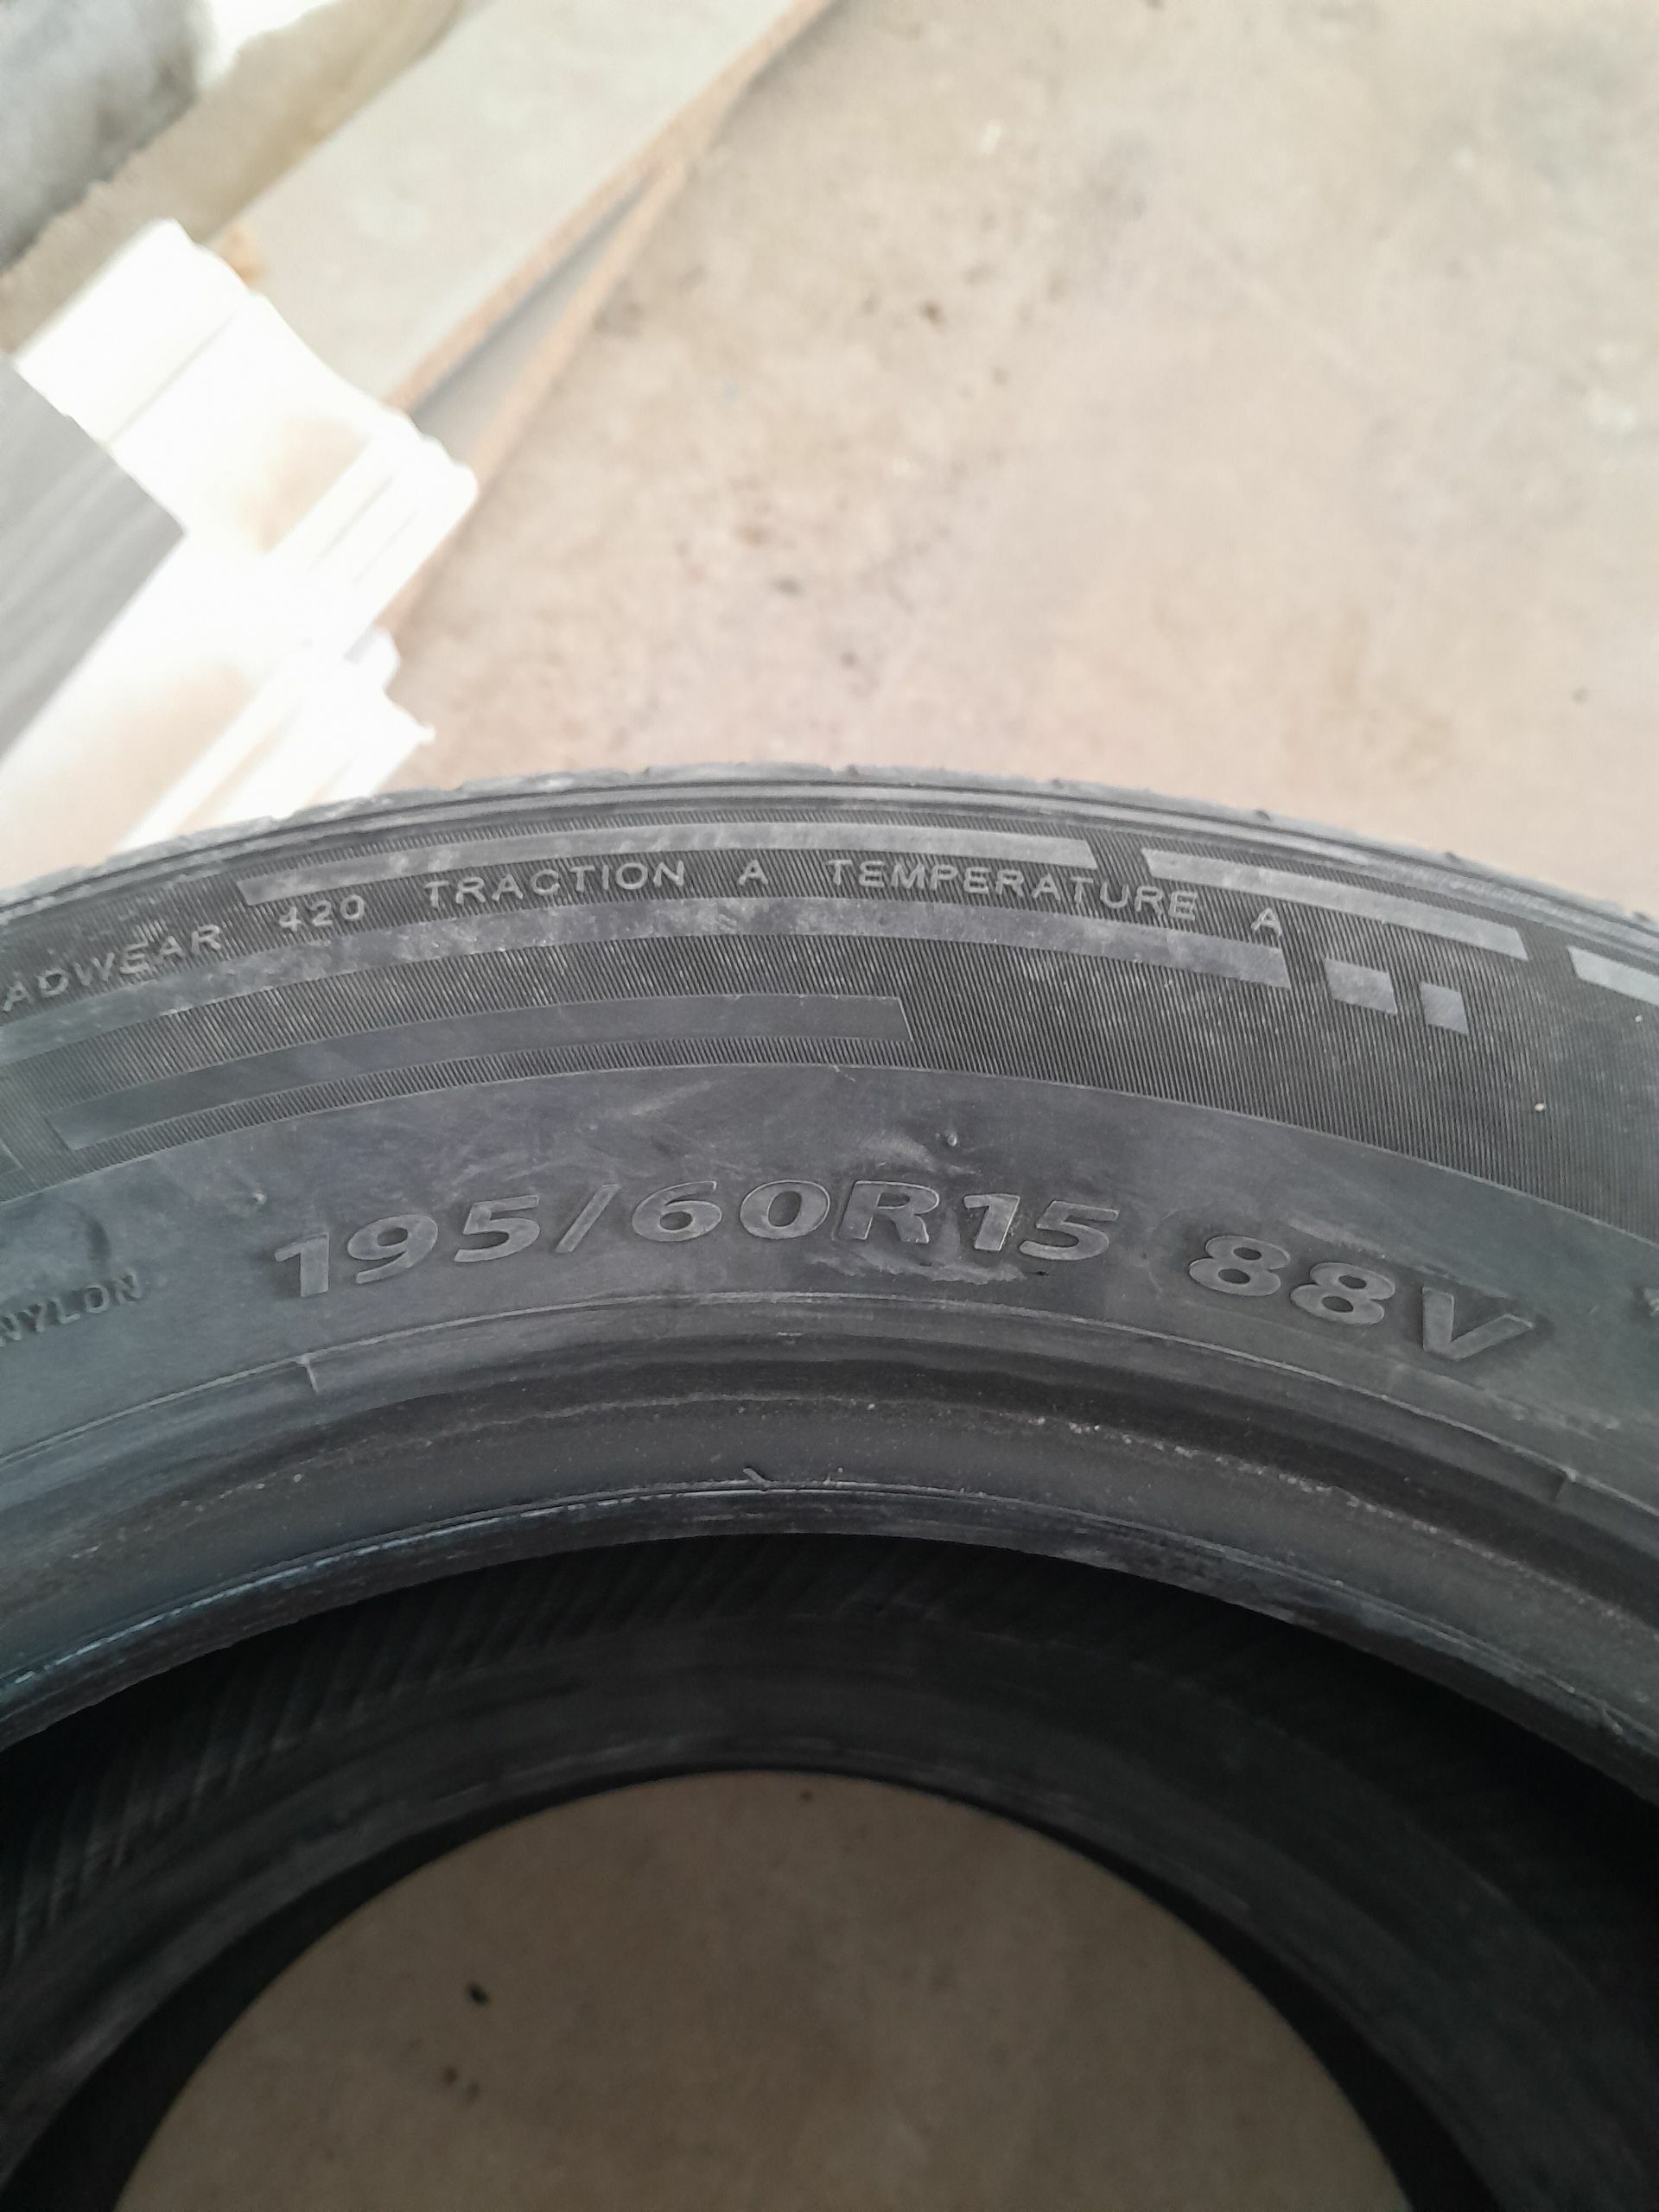 ADWEAR 420 TRACTION A TEMPERATURE A
195/60R15 88V
NYLON